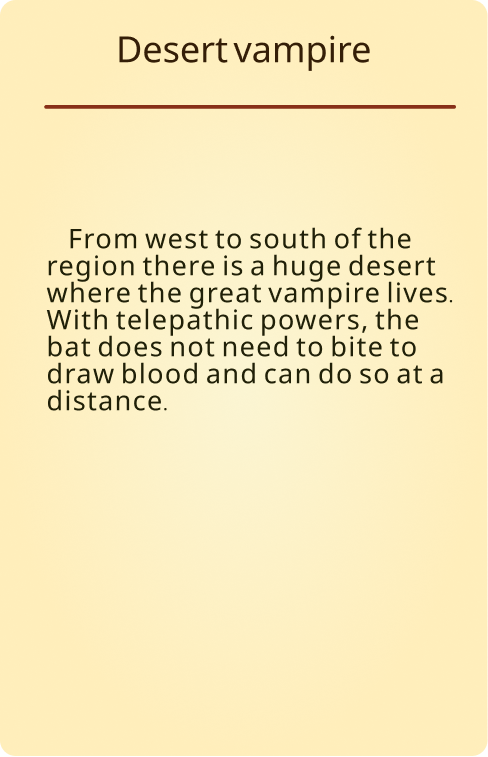 Desert vampire
From west to south of the
region there is a huge desert
where the great vampire lives.
With telepathic powers, the
bat does not need to bite to
draw blood and can do so at a
distance.